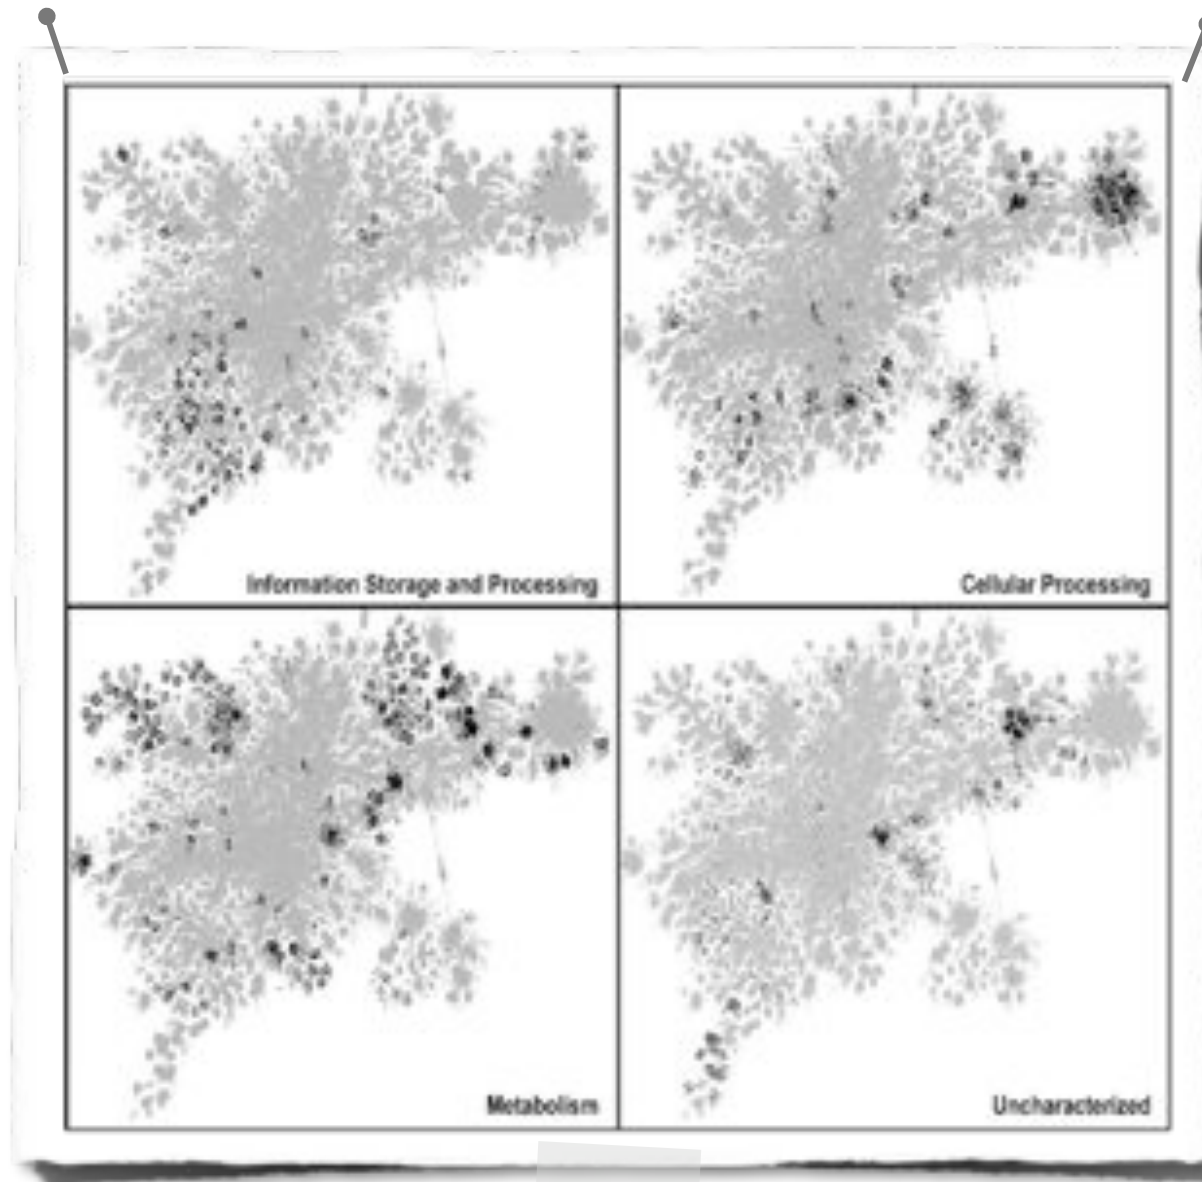 Information Storage and Processing
Cellular Processing
Metabolism
Uncharacterized